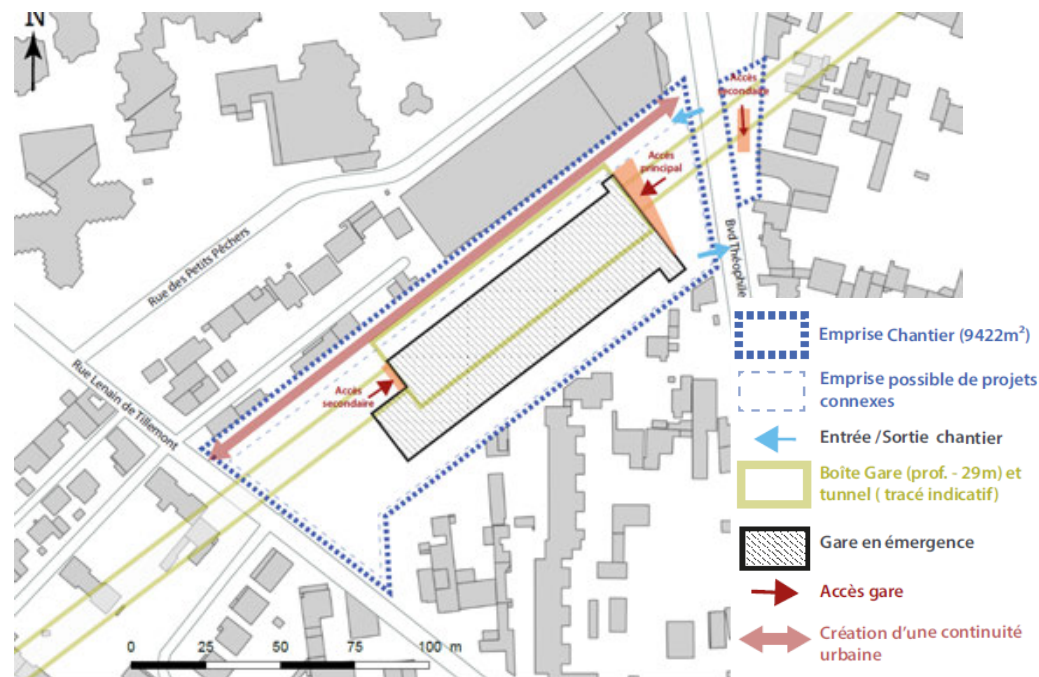 N
Accès
secondaire
Accès
principal
Rue des Petits Pêchers
Bvd Théophile
Rue Lenain de Tillemont
Accès
secondaire
0 25 50 75 100 m
Emprise Chantier (9422m²)
Emprise possible de projets
connexes
Entrée /Sortie chantier
Boîte Gare (prof. - 29m) et
tunnel ( tracé indicatif)
Gare en émergence
Accès gare
Création d'une continuité
urbaine